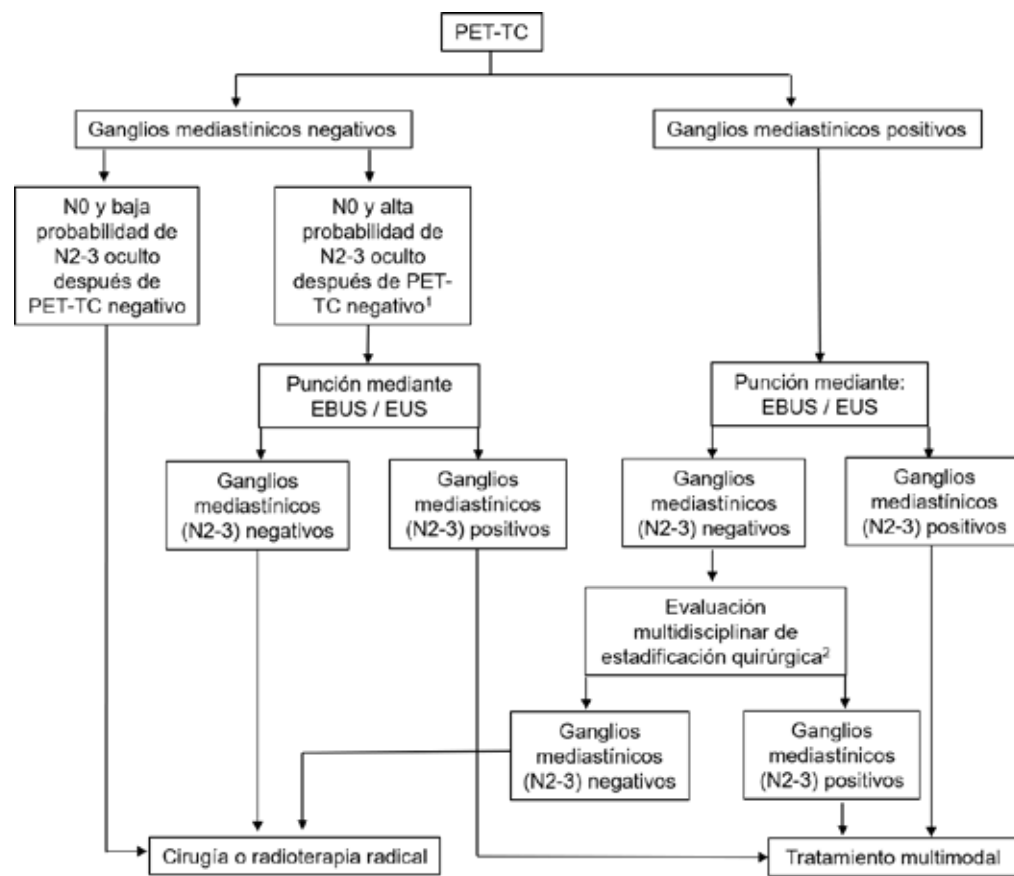 PET-TC
Ganglios mediastínicos negativos
Ganglios mediastínicos positivos
N0 y baja
probabilidad de
N2-3 oculto
después de
PET-TC negativo
N0 y alta
probabilidad de
N2-3 oculto
después de PET-
TC negativo¹
Punción mediante
EBUS / EUS
Punción mediante:
EBUS / EUS
Ganglios
mediastínicos
(N2-3) negativos
Ganglios
mediastínicos
(N2-3) positivos
Ganglios
mediastínicos
(N2-3) negativos
Ganglios
mediastínicos
(N2-3) positivos
Evaluación
multidisciplinar de
estadificación quirúrgica²
Ganglios
mediastínicos
(N2-3) negativos
Ganglios
mediastínicos
(N2-3) positivos
Cirugía o radioterapia radical
Tratamiento multimodal